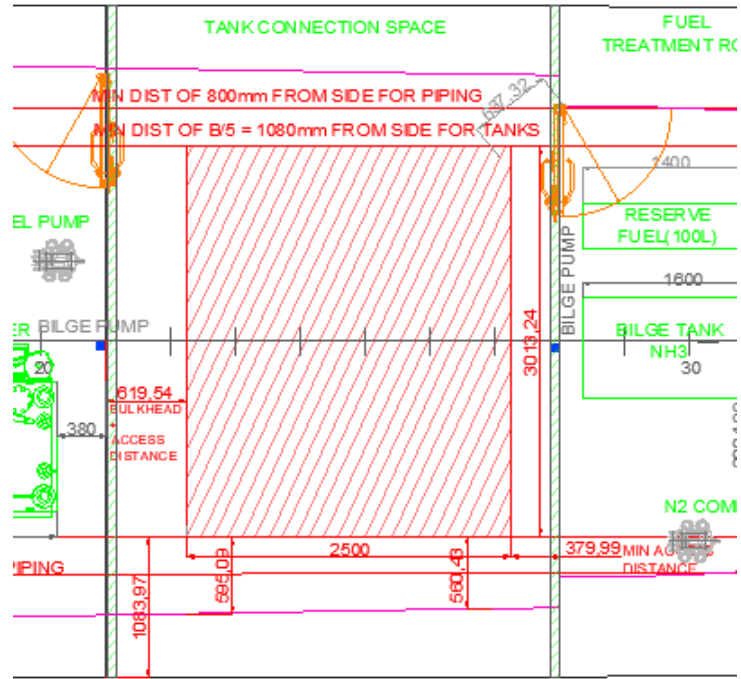 TANK CONNECTION SPACE
FUEL
TREATMENT RO
MIN DIST OF 800mm FROM SIDE FOR PIPING
637,32
MIN DIST OF B/5 = 1080mm FROM SIDE FOR TANKS
2400
EL PUMP
RESERVE
FUEL(100L)
BILGE PUMP
1600
ER
BILGE PUMP
BILGE TANK
NH3
3013,24
20
30
619,54
BULKHEAD
+
ACCESS
DISTANCE
380
N2 COM
2500
379,99
MIN ACCESS
DISTANCE
PIPING
1083,97
595,09
560,43